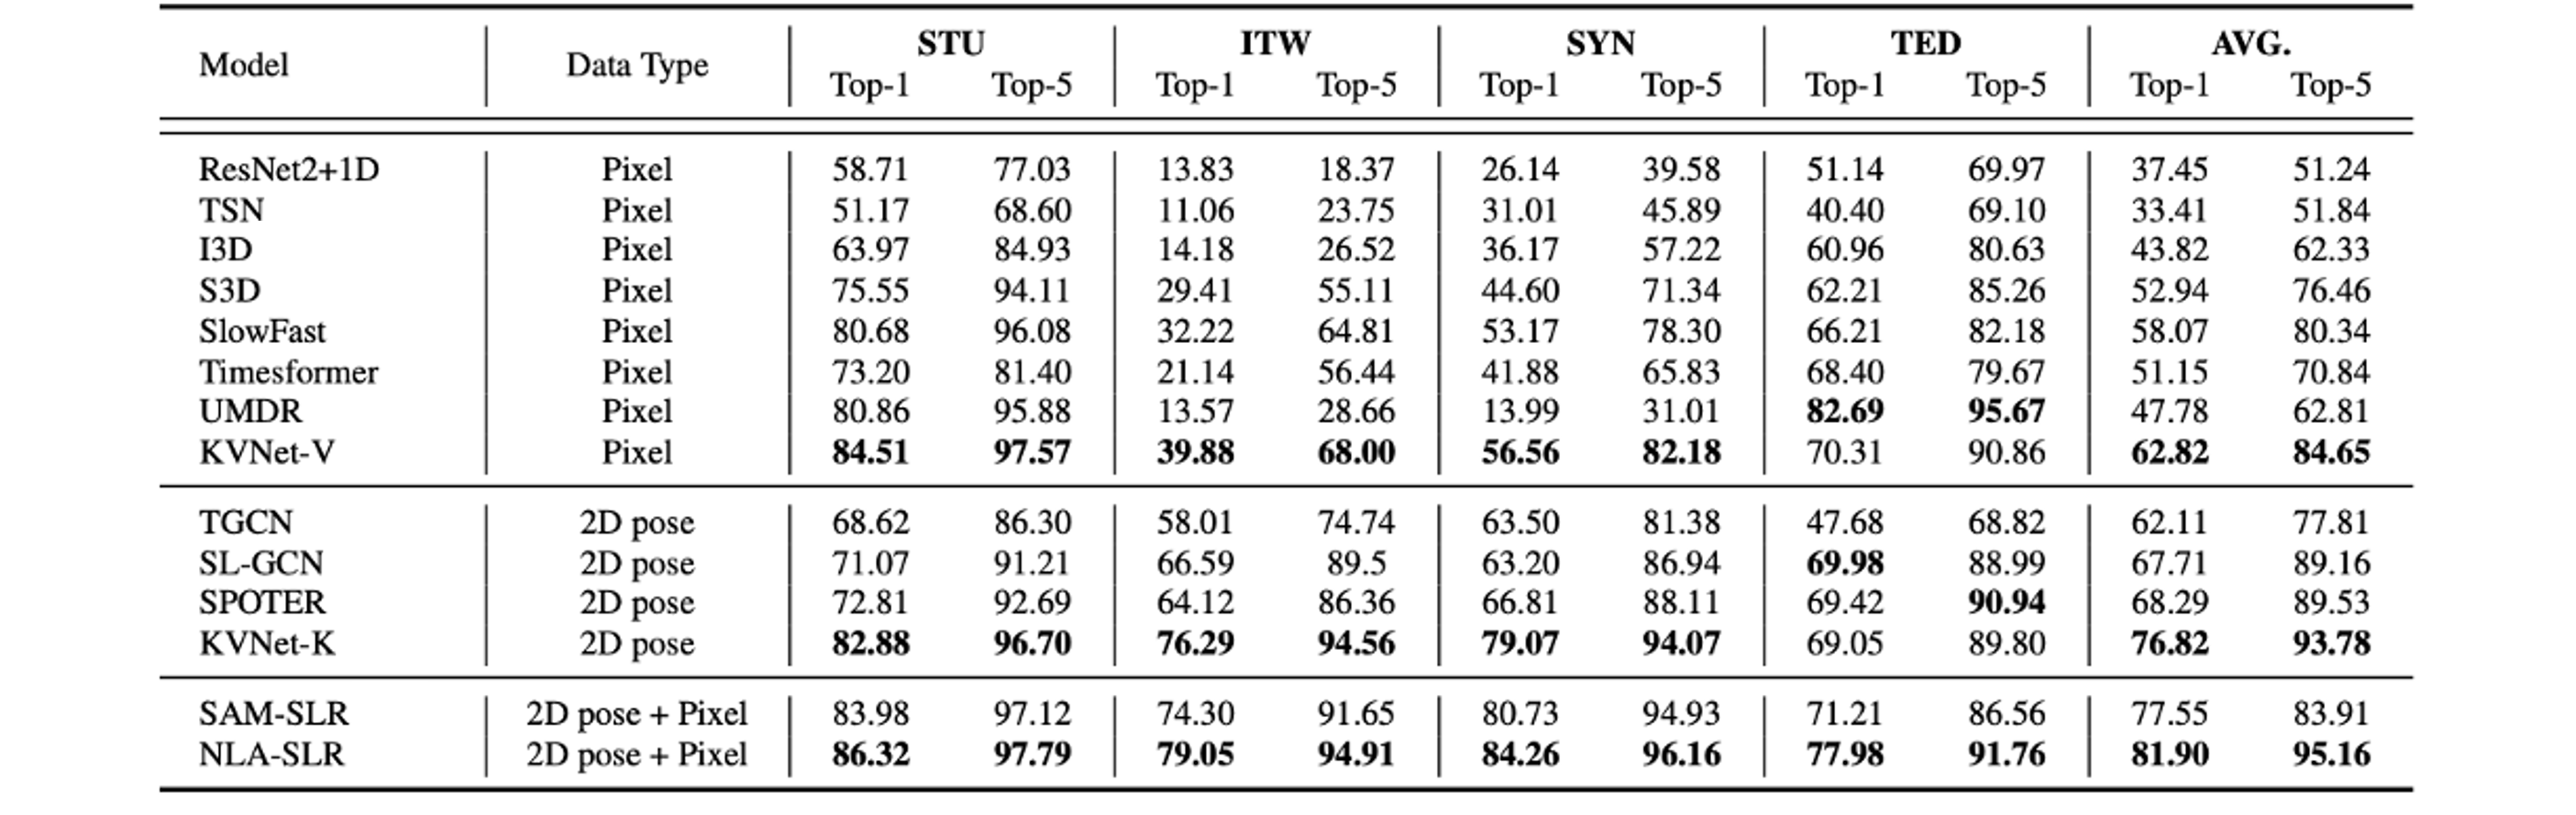 Model Data Type STU ITW SYN TED AVG.
Top-1 Top-5 Top-1 Top-5 Top-1 Top-5 Top-1 Top-5 Top-1 Top-5
ResNet2+1D Pixel 58.71 77.03 13.83 18.37 26.14 39.58 51.14 69.97 37.45 51.24
TSN Pixel 51.17 68.60 11.06 23.75 31.01 45.89 40.40 69.10 33.41 51.84
I3D Pixel 63.97 84.93 14.18 26.52 36.17 57.22 60.96 80.63 43.82 62.33
S3D Pixel 75.55 94.11 29.41 55.11 44.60 71.34 62.21 85.26 52.94 76.46
SlowFast Pixel 80.68 96.08 32.22 64.81 53.17 78.30 66.21 82.18 58.07 80.34
Timesformer Pixel 73.20 81.40 21.14 56.44 41.88 65.83 68.40 79.67 51.15 70.84
UMDR Pixel 80.86 95.88 13.57 28.66 13.99 31.01 82.69 95.67 47.78 62.81
KVNet-V Pixel 84.51 97.57 39.88 68.00 56.56 82.18 70.31 90.86 62.82 84.65
TGCN 2D pose 68.62 86.30 58.01 74.74 63.50 81.38 47.68 68.82 62.11 77.81
SL-GCN 2D pose 71.07 91.21 66.59 89.5 63.20 86.94 69.98 88.99 67.71 89.16
SPOTER 2D pose 72.81 92.69 64.12 86.36 66.81 88.11 69.42 90.94 68.29 89.53
KVNet-K 2D pose 82.88 96.70 76.29 94.56 79.07 94.07 69.05 89.80 76.82 93.78
SAM-SLR 2D pose + Pixel 83.98 97.12 74.30 91.65 80.73 94.93 71.21 86.56 77.55 83.91
NLA-SLR 2D pose + Pixel 86.32 97.79 79.05 94.91 84.26 96.16 77.98 91.76 81.90 95.16